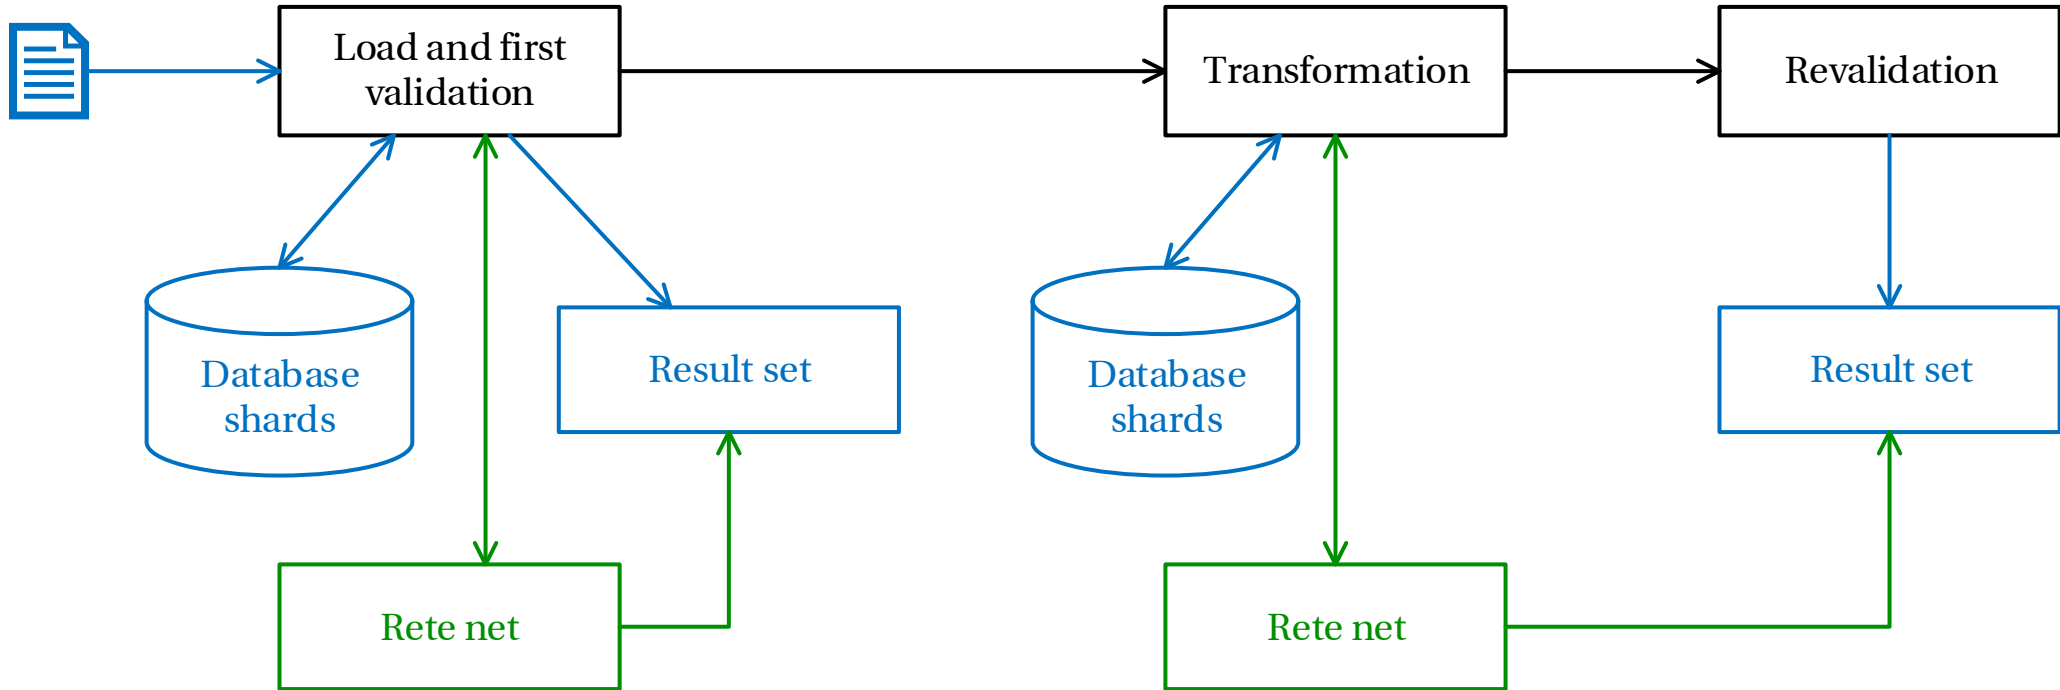 Load and first
validation
Transformation
Revalidation
Database
shards
Result set
Database
shards
Result set
Rete net
Rete net